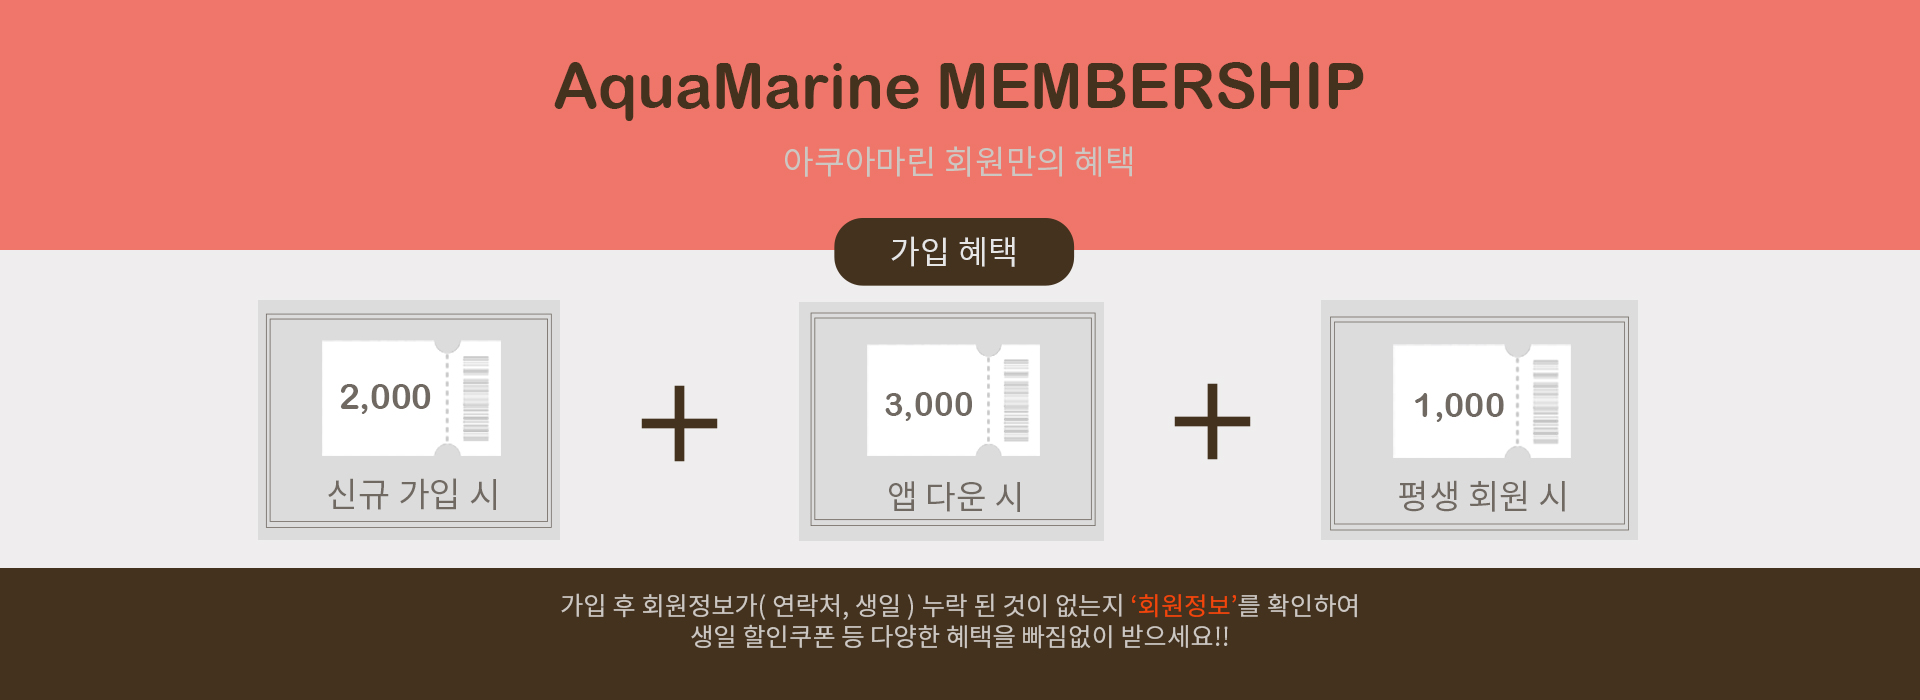 AquaMarine MEMBERSHIP
아쿠아마린 회원만의 혜택
가입 혜택
2,000
신규 가입 시
3,000
앱 다운 시
1,000
평생 회원 시
가입 후 회원정보가( 연락처, 생일 ) 누락 된 것이 없는지 ‘회원정보’를 확인하여
생일 할인쿠폰 등 다양한 혜택을 빠짐없이 받으세요!!